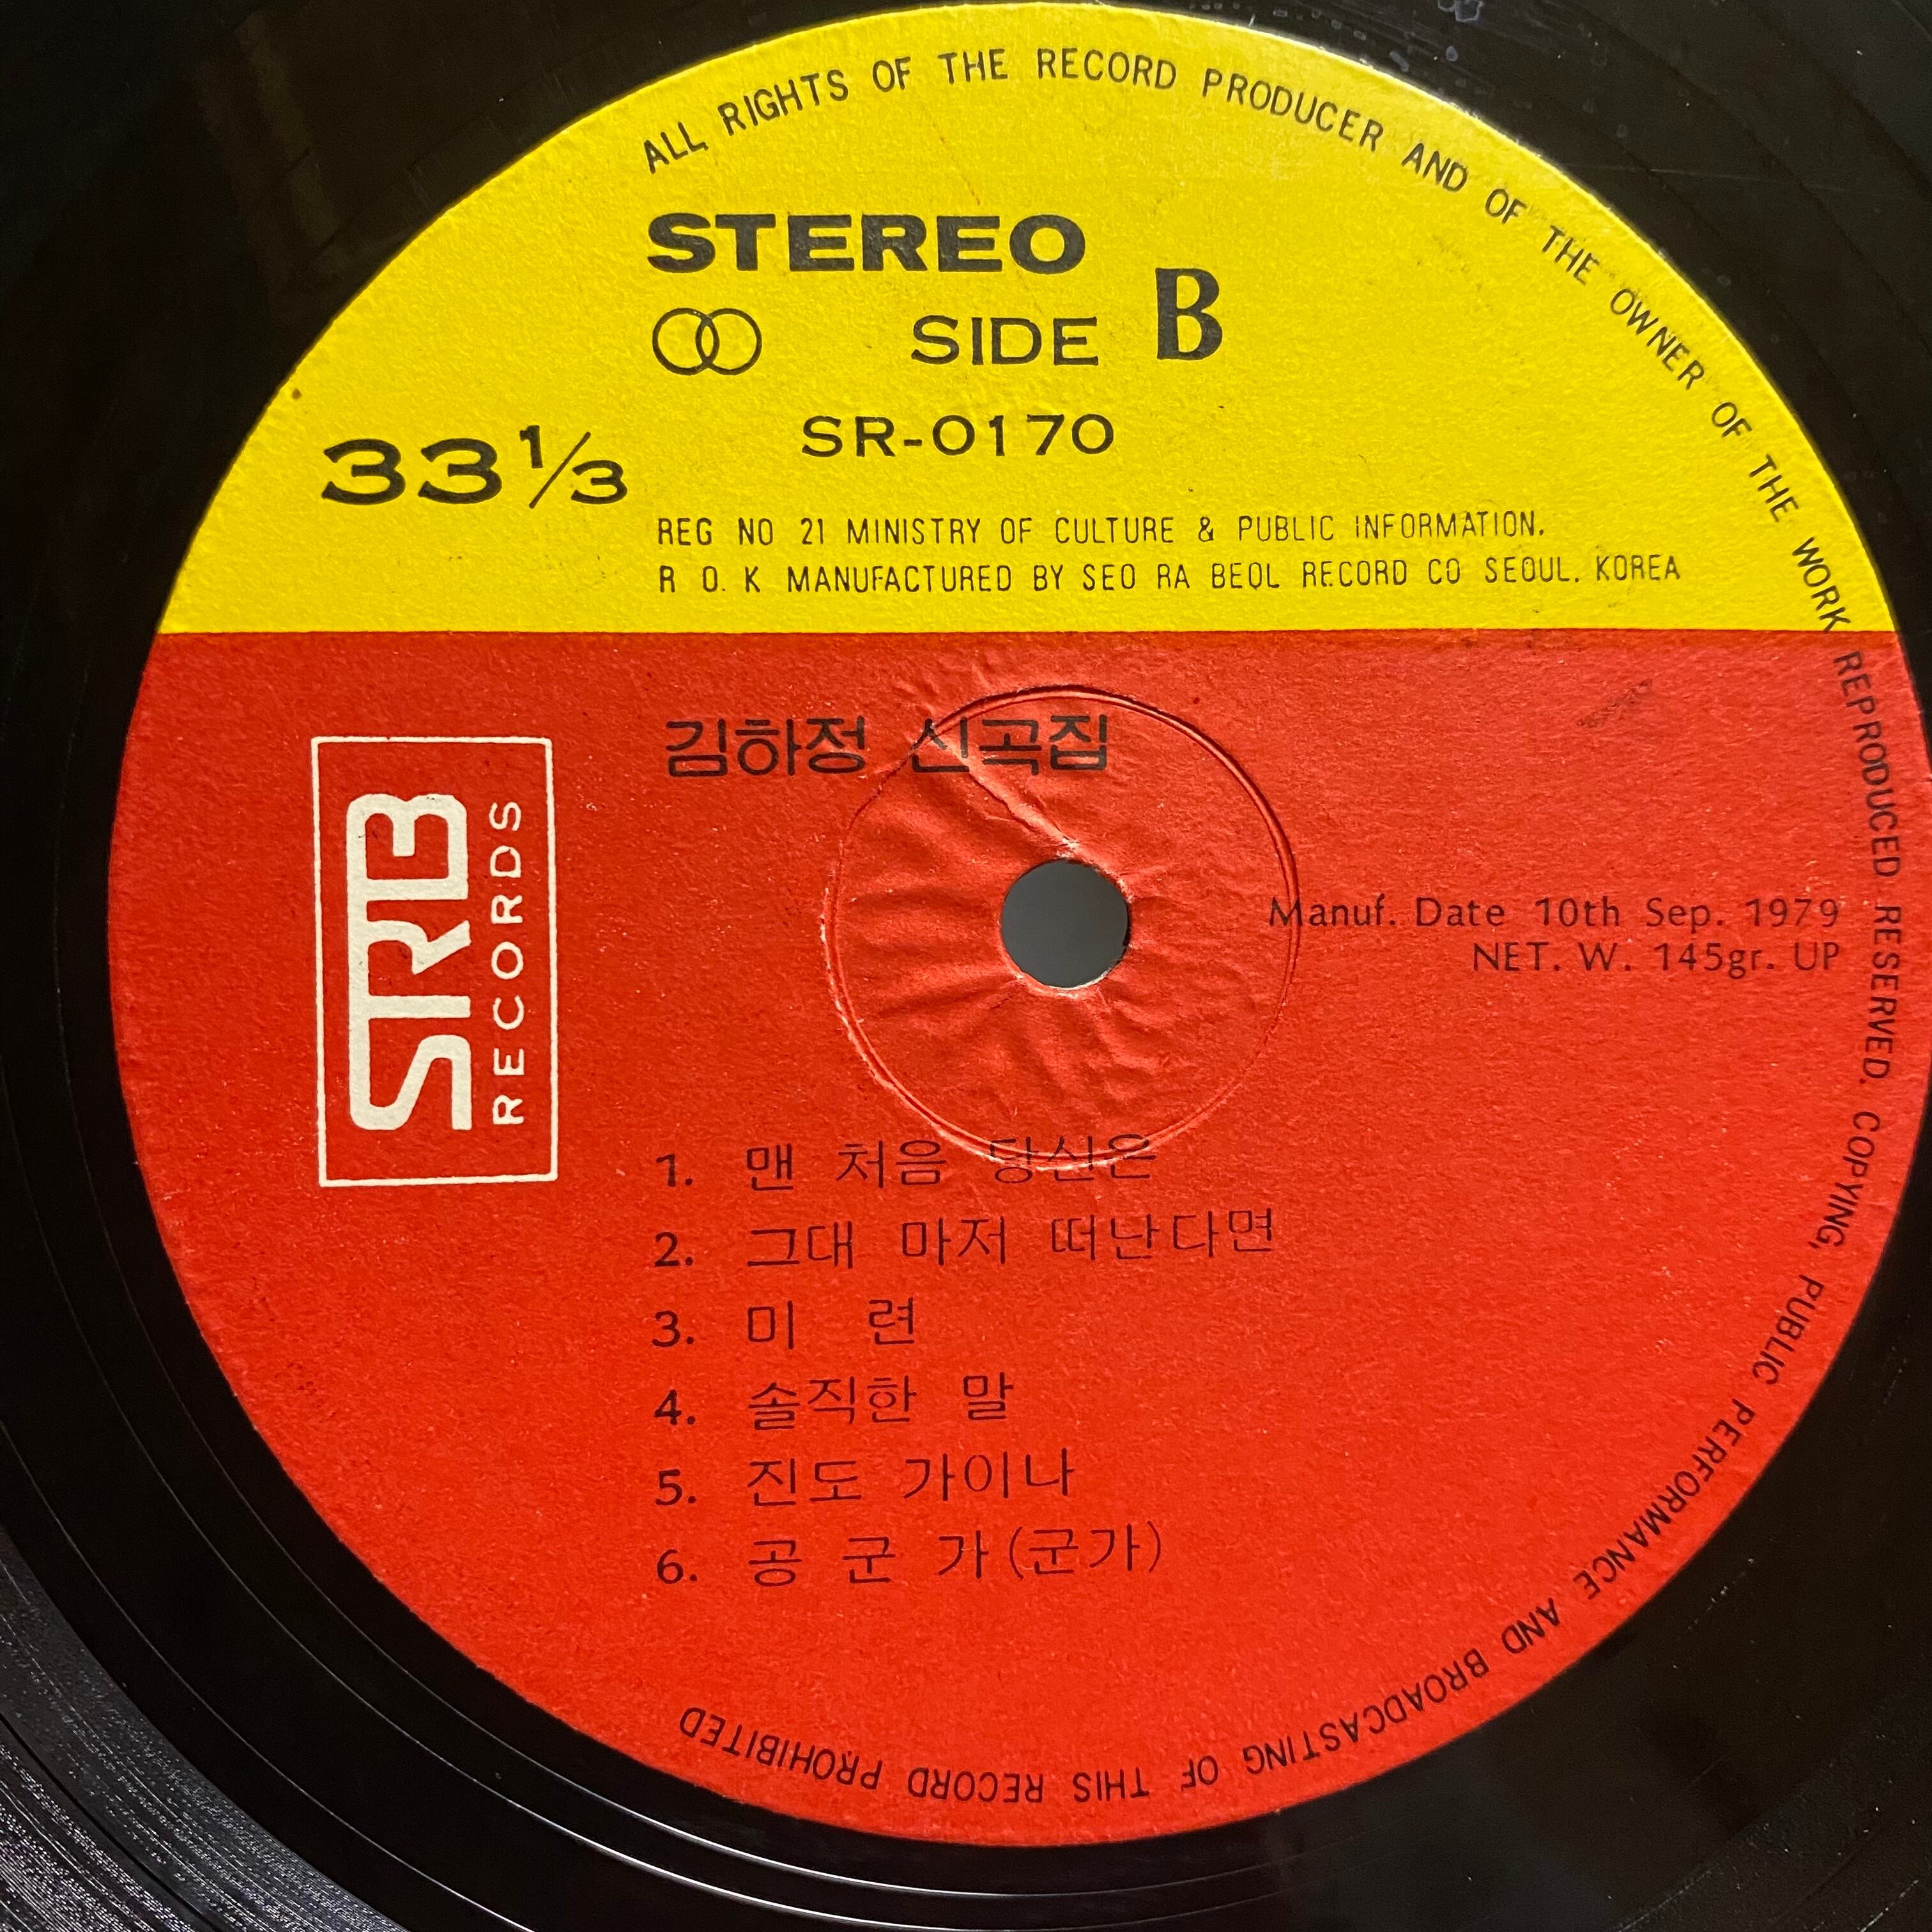 ALL RIGHTS OF THE RECORD PRODUCER AND OF THE OWNER OF THE WORK REPRODUCED RESERVED. COPYING, PUBLIC PERFORMANCE AND BROADCASTING OF THIS RECORD PROHIBITED
STEREO
SIDE B
SR-0170
33 1/3
REG NO 21 MINISTRY OF CULTURE & PUBLIC INFORMATION.
R O. K MANUFACTURED BY SEO RA BEOL RECORD CO SEOUL. KOREA
김하정 신곡집
STRB
RECORDS
Manuf. Date 10th Sep. 1979
NET. W. 145gr. UP
1. 맨 처음 당신은
2. 그대 마저 떠난다면
3. 미 련
4. 솔직한 말
5. 진도 가이나
6. 공 군 가(군가)